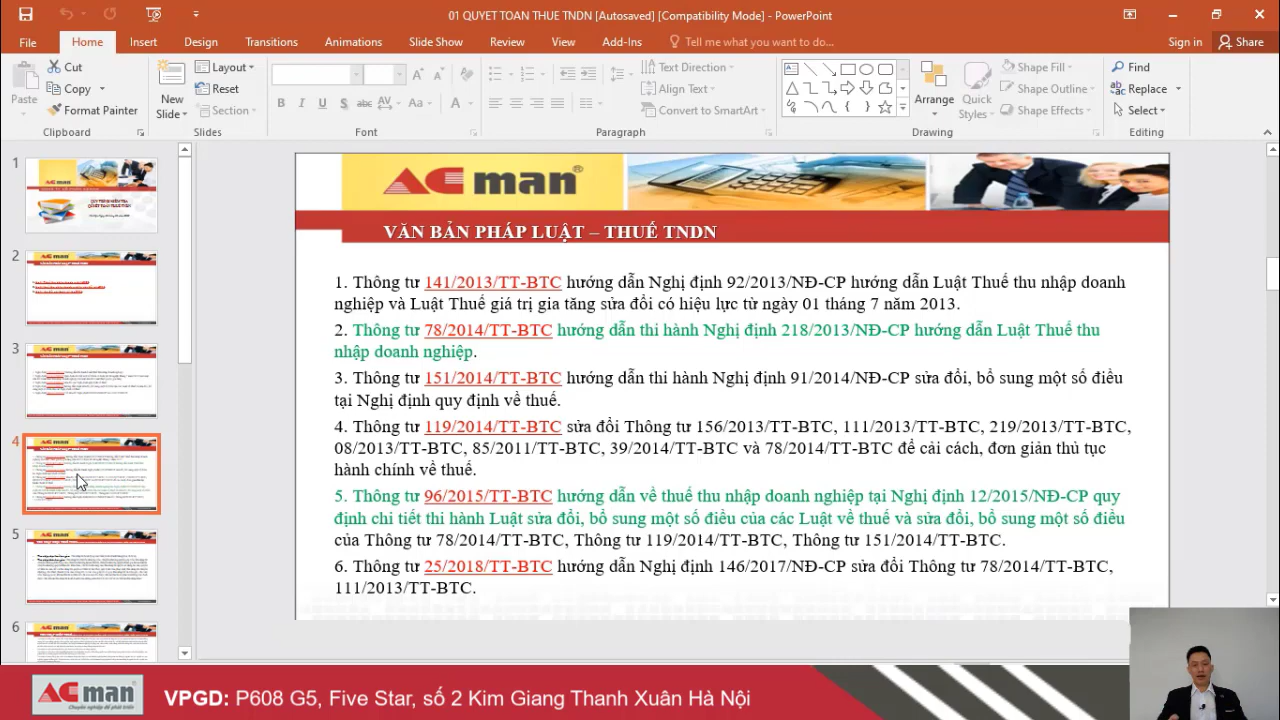 01 QUYET TOAN THUE TNDN [Autosaved] [Compatibility Mode] - PowerPoint
File Home Insert Design Transitions Animations Slide Show Review View Add-Ins Tell me what you want to do... Sign in Share
Paste
Cut
Copy
Format Painter
Clipboard
New Slide
Layout
Reset
Section
Slides
Font
Text Direction
Align Text
Convert to SmartArt
Paragraph
Arrange
Quick Styles
Shape Fill
Shape Outline
Shape Effects
Drawing
Find
Replace
Select
Editing
1
2
3
4
5
6
AC man®
VĂN BẢN PHÁP LUẬT – THUẾ TNDN
1. Thông tư 141/2013/TT-BTC hướng dẫn Nghị định 92/2013/NĐ-CP hướng dẫn Luật Thuế thu nhập doanh
nghiệp và Luật Thuế giá trị gia tăng sửa đổi có hiệu lực từ ngày 01 tháng 7 năm 2013.
2. Thông tư 78/2014/TT-BTC hướng dẫn thi hành Nghị định 218/2013/NĐ-CP hướng dẫn Luật Thuế thu
nhập doanh nghiệp.
3. Thông tư 151/2014/TT-BTC hướng dẫn thi hành Nghị định 91/2014/NĐ-CP sửa đổi, bổ sung một số điều
tại Nghị định quy định về thuế.
4. Thông tư 119/2014/TT-BTC sửa đổi Thông tư 156/2013/TT-BTC, 111/2013/TT-BTC, 219/2013/TT-BTC,
08/2013/TT-BTC, 85/2011/TT-BTC, 39/2014/TT-BTC và 78/2014/TT-BTC để cải cách, đơn giản thủ tục
hành chính về thuế.
5. Thông tư 96/2015/TT-BTC hướng dẫn về thuế thu nhập doanh nghiệp tại Nghị định 12/2015/NĐ-CP quy
định chi tiết thi hành Luật sửa đổi, bổ sung một số điều của các Luật về thuế và sửa đổi, bổ sung một số điều
của Thông tư 78/2014/TT-BTC, Thông tư 119/2014/TT-BTC, Thông tư 151/2014/TT-BTC.
6. Thông tư 25/2018/TT-BTC hướng dẫn Nghị định 146/2017/NĐ-CP sửa đổi Thông tư 78/2014/TT-BTC,
111/2013/TT-BTC.
AC man
Chuyên nghiệp để phát triển
VPGD: P608 G5, Five Star, số 2 Kim Giang Thanh Xuân Hà Nội